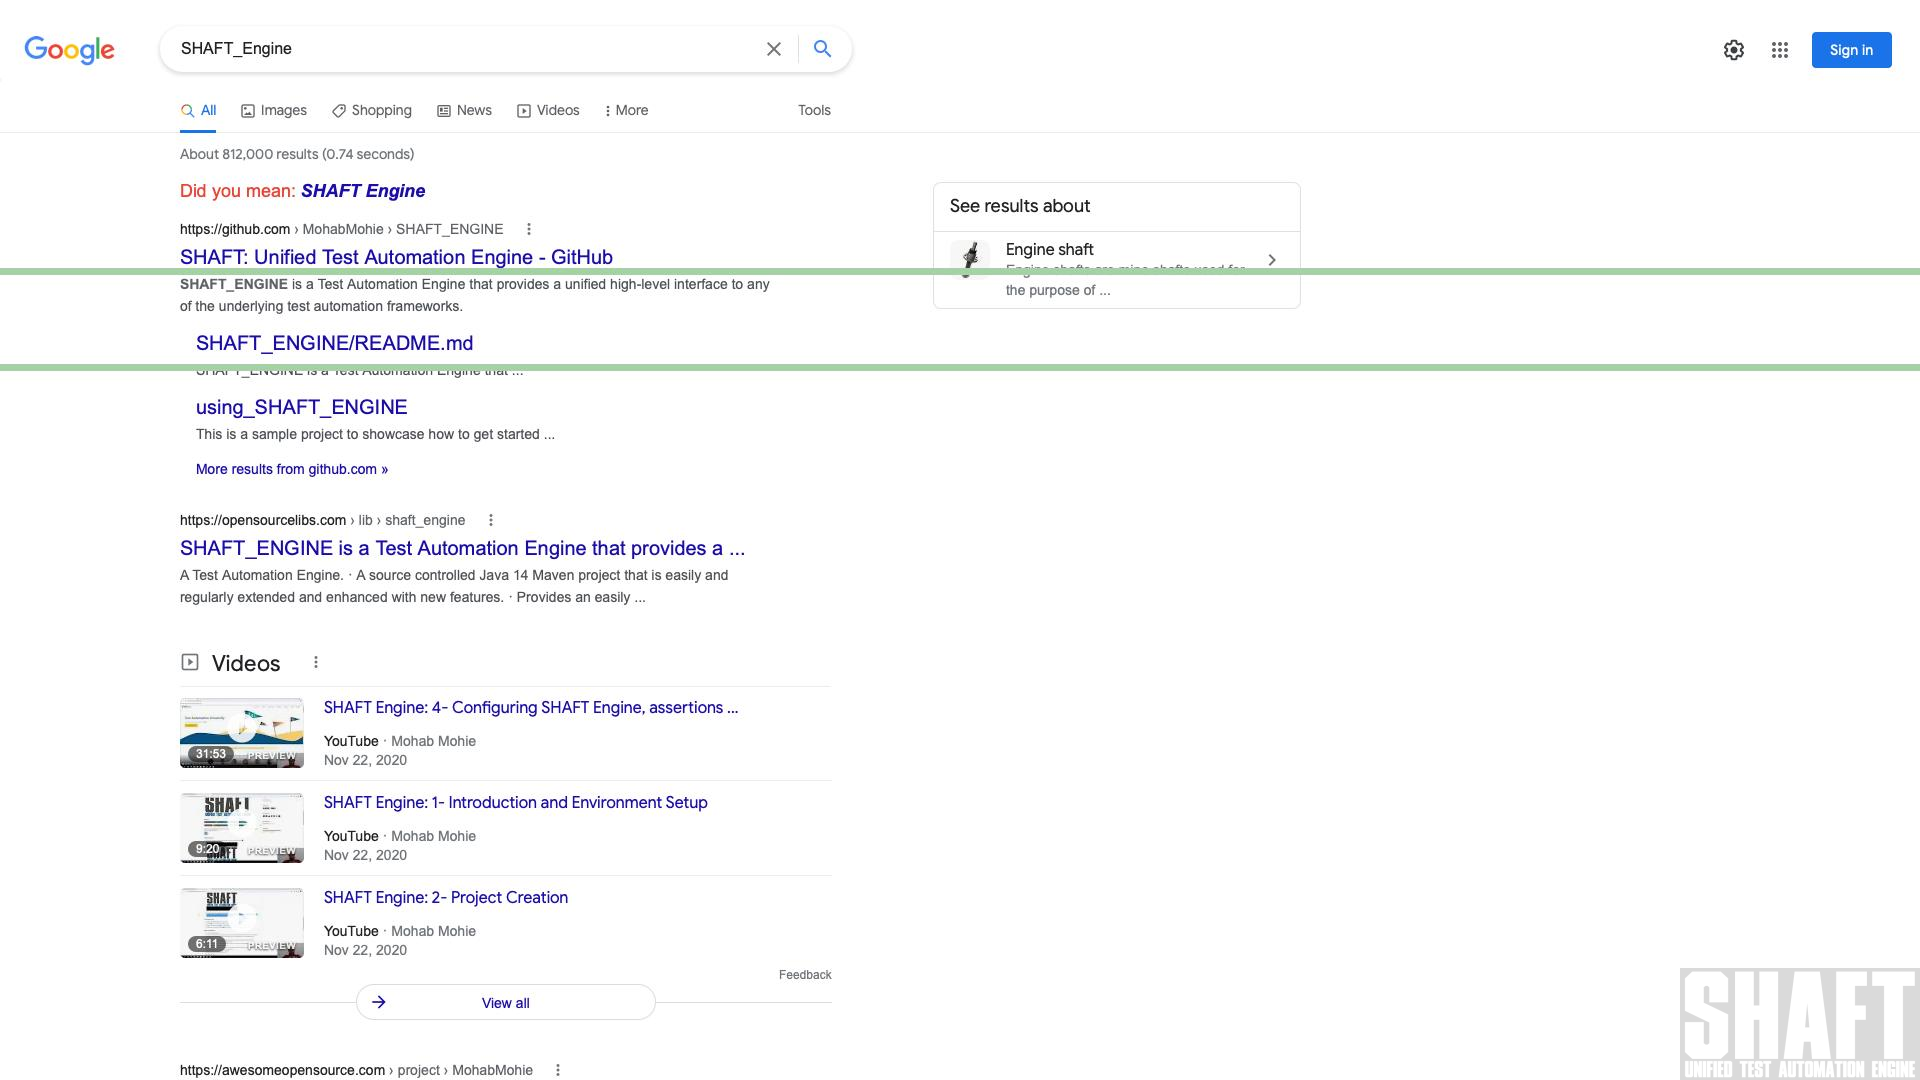 Google
SHAFT_Engine
Sign in
All Images Shopping News Videos More Tools
About 812,000 results (0.74 seconds)
Did you mean: SHAFT Engine
https://github.com › MohabMohie › SHAFT_ENGINE
SHAFT: Unified Test Automation Engine - GitHub
SHAFT_ENGINE is a Test Automation Engine that provides a unified high-level interface to any
of the underlying test automation frameworks.
SHAFT_ENGINE/README.md
SHAFT_ENGINE is a Test Automation Engine that ...
using_SHAFT_ENGINE
This is a sample project to showcase how to get started ...
More results from github.com »
https://opensourcelibs.com › lib › shaft_engine
SHAFT_ENGINE is a Test Automation Engine that provides a ...
A Test Automation Engine. · A source controlled Java 14 Maven project that is easily and
regularly extended and enhanced with new features. · Provides an easily ...
Videos
31:53 PREVIEW
SHAFT Engine: 4- Configuring SHAFT Engine, assertions ...
YouTube · Mohab Mohie
Nov 22, 2020
SHAFT
9:20 PREVIEW
SHAFT Engine: 1- Introduction and Environment Setup
YouTube · Mohab Mohie
Nov 22, 2020
SHAFT
6:11 PREVIEW
SHAFT Engine: 2- Project Creation
YouTube · Mohab Mohie
Nov 22, 2020
Feedback
View all
https://awesomeopensource.com › project › MohabMohie
See results about
Engine shaft
Engine shafts are mine shafts used for
the purpose of ...
SHAFT
UNIFIED TEST AUTOMATION ENGINE